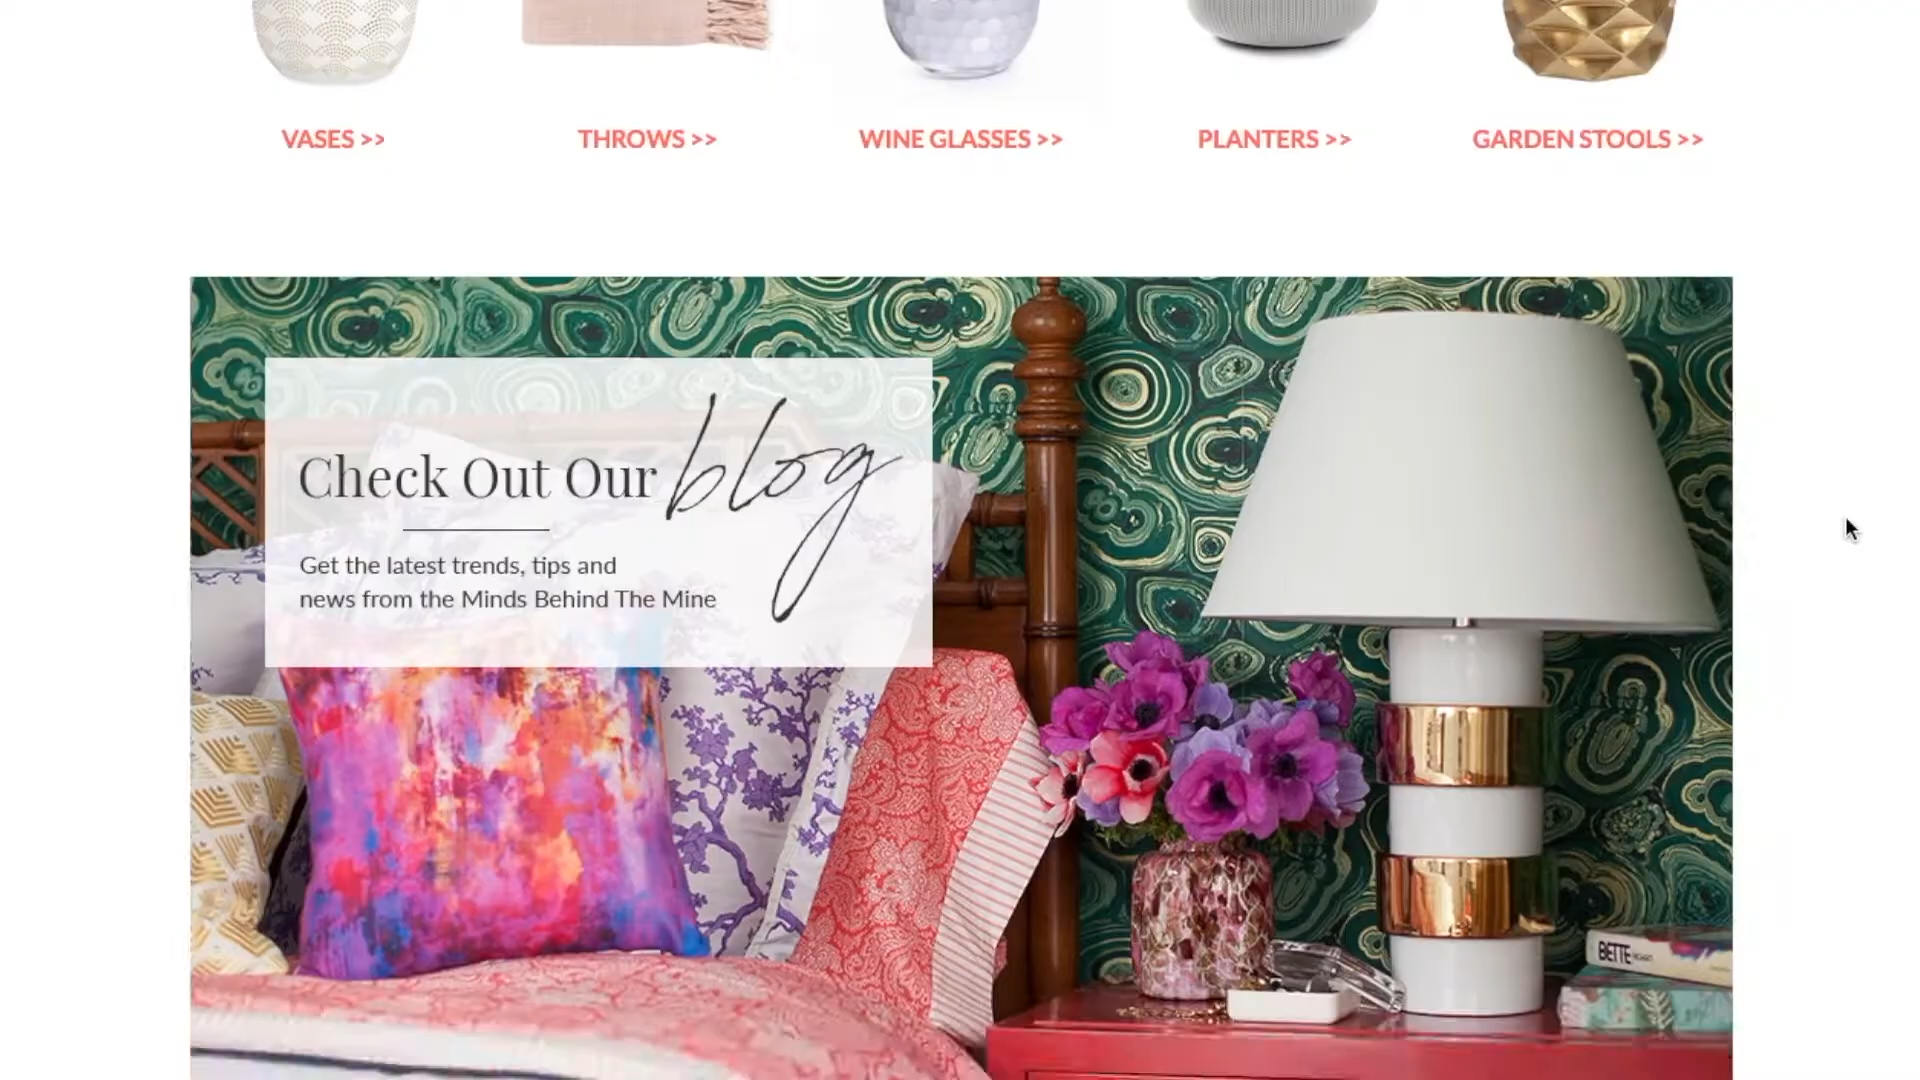 VASES >>
THROWS >>
WINE GLASSES >>
PLANTERS >>
GARDEN STOOLS >>
Check Out Our blog
Get the latest trends, tips and
news from the Minds Behind The Mine
BETTE